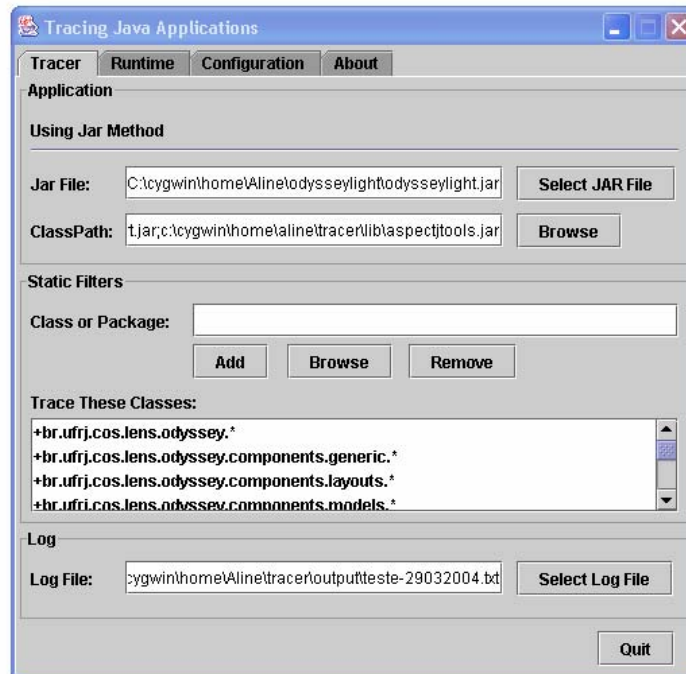 Tracing Java Applications
Tracer Runtime Configuration About
Application
Using Jar Method
Jar File: C:\cygwin\home\Aline\odysseylight\odysseylight.jar Select JAR File
ClassPath: t.jar;c:\cygwin\home\aline\tracer\lib\aspectjtools.jar Browse
Static Filters
Class or Package:
Add Browse Remove
Trace These Classes:
+br.ufrj.cos.lens.odyssey.*
+br.ufrj.cos.lens.odyssey.components.generic.*
+br.ufrj.cos.lens.odyssey.components.layouts.*
+br.ufrj.cos.lens.odyssey.components.models.*
Log
Log File: cygwin\home\Aline\tracer\output\teste-29032004.txt Select Log File
Quit